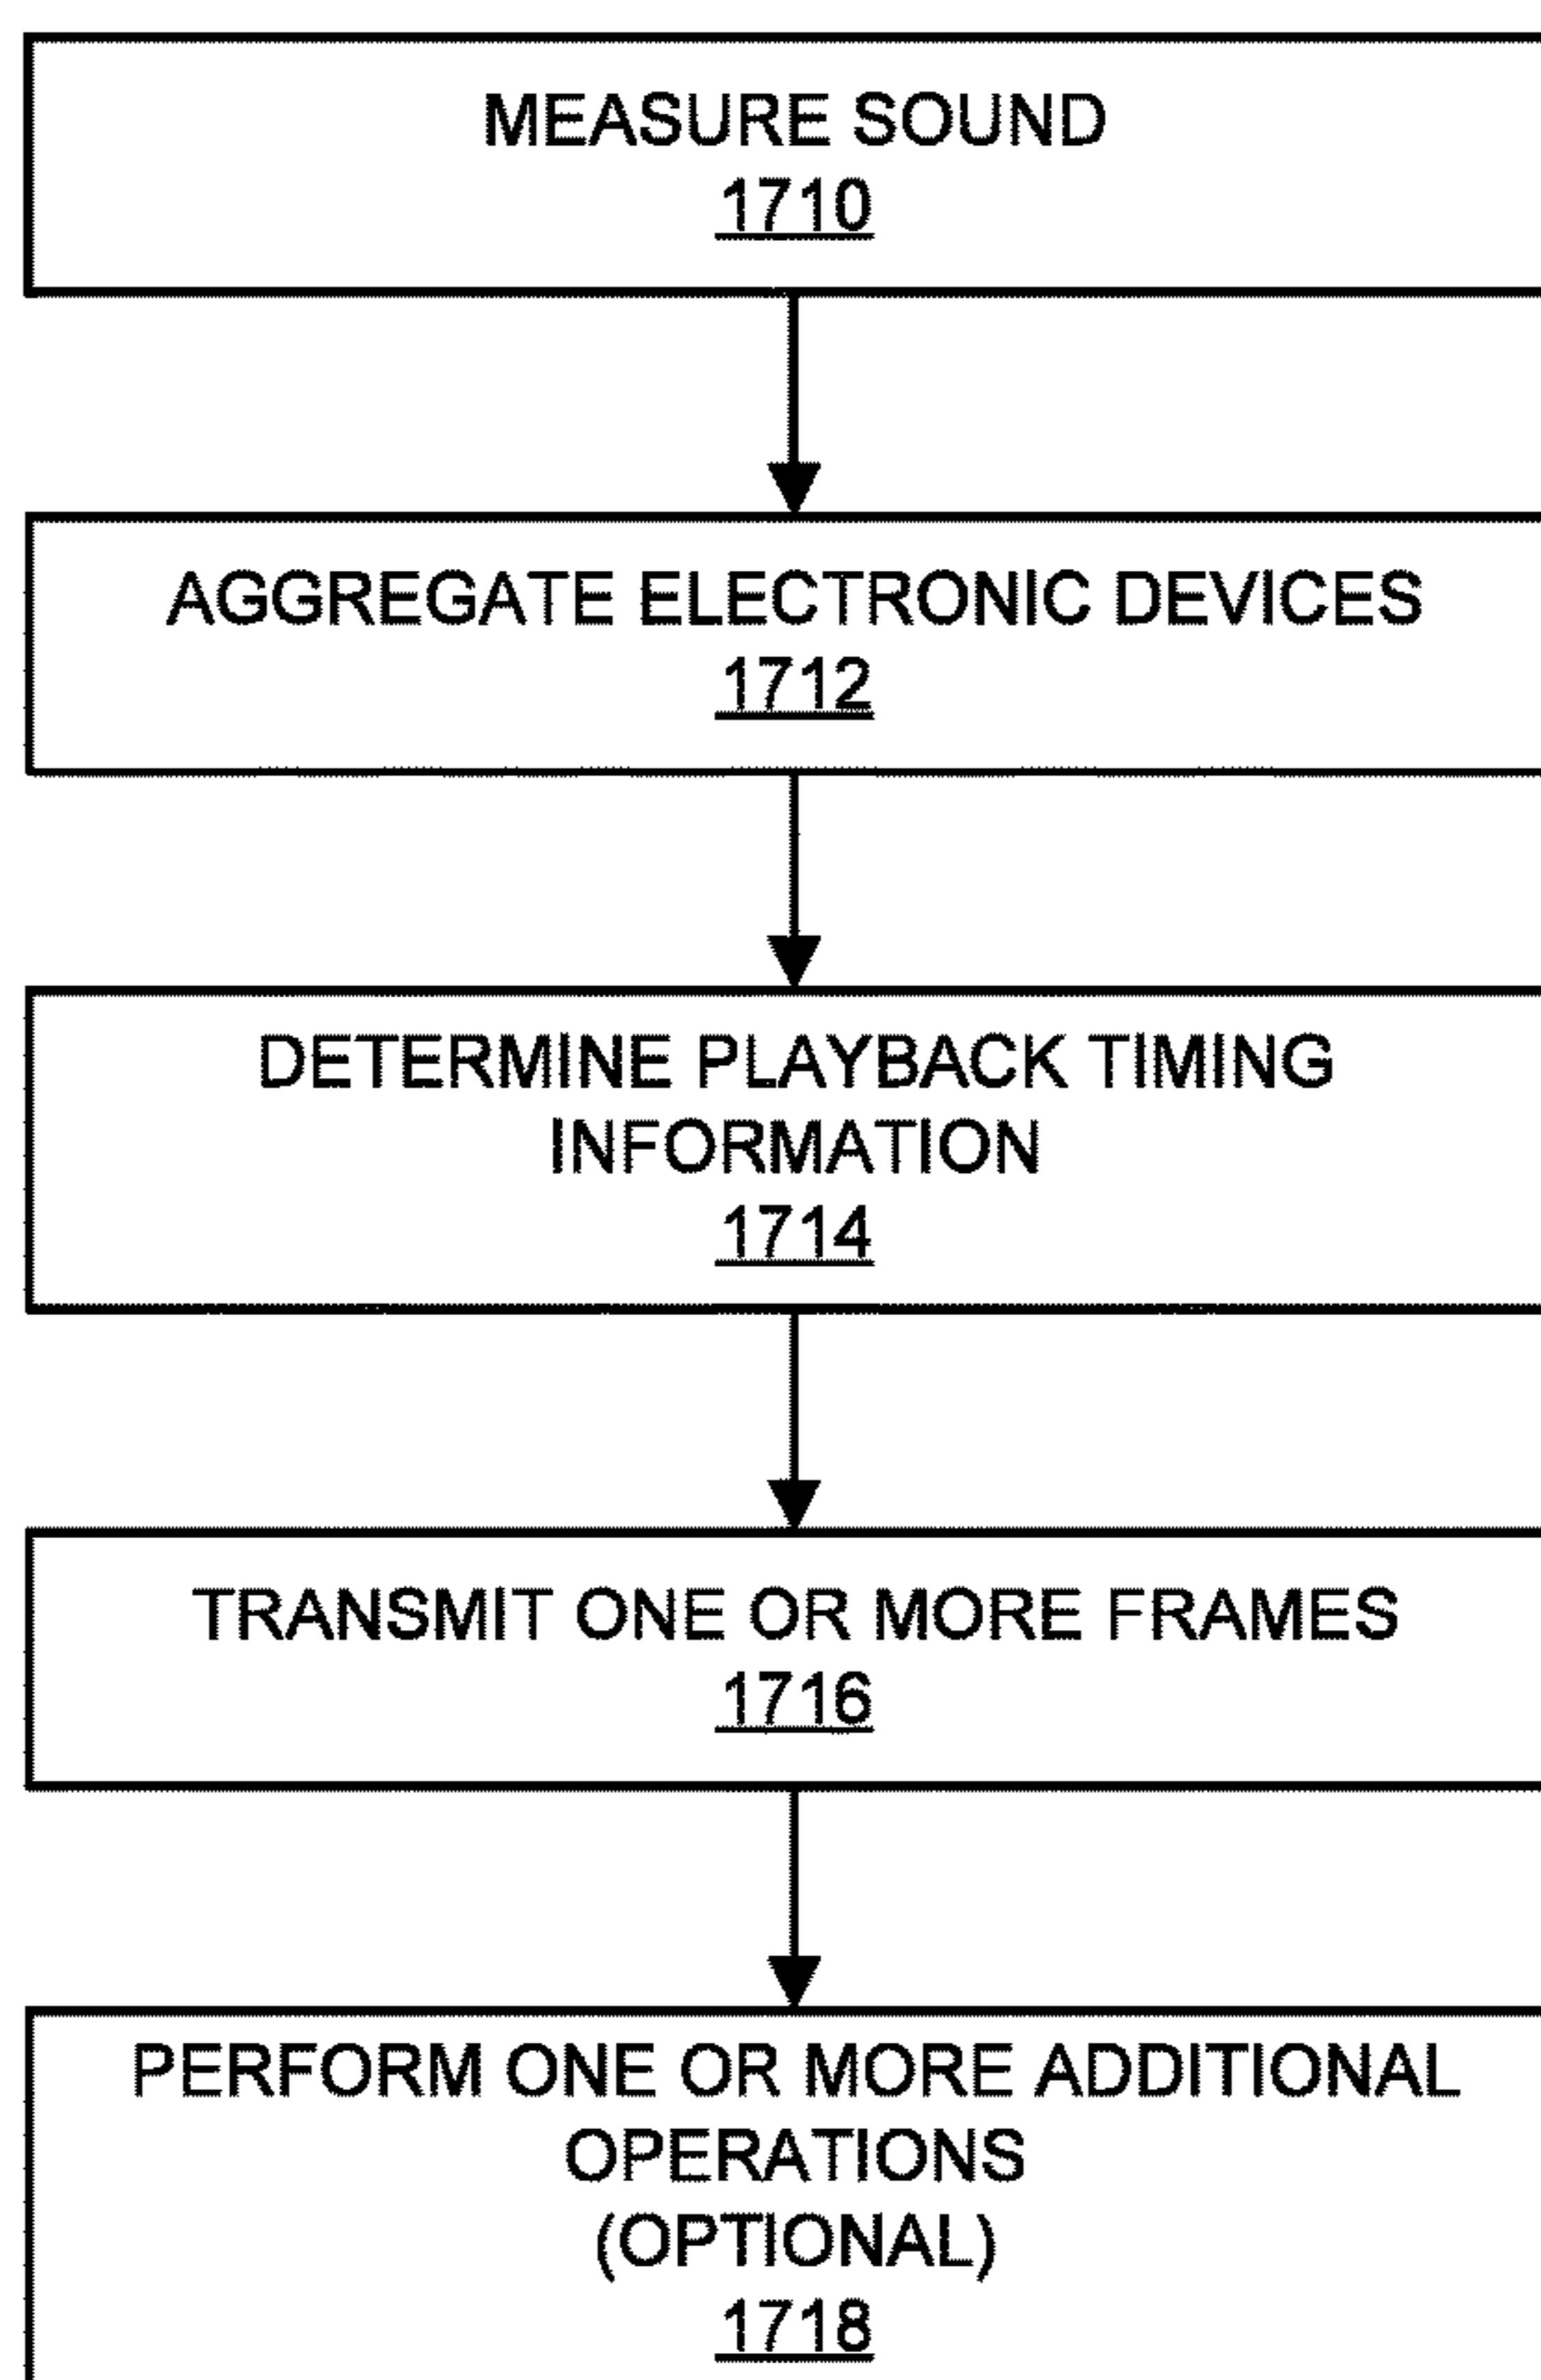 MEASURE SOUND
1710
AGGREGATE ELECTRONIC DEVICES
1712
DETERMINE PLAYBACK TIMING
INFORMATION
1714
TRANSMIT ONE OR MORE FRAMES
1716
PERFORM ONE OR MORE ADDITIONAL
OPERATIONS
(OPTIONAL)
1718